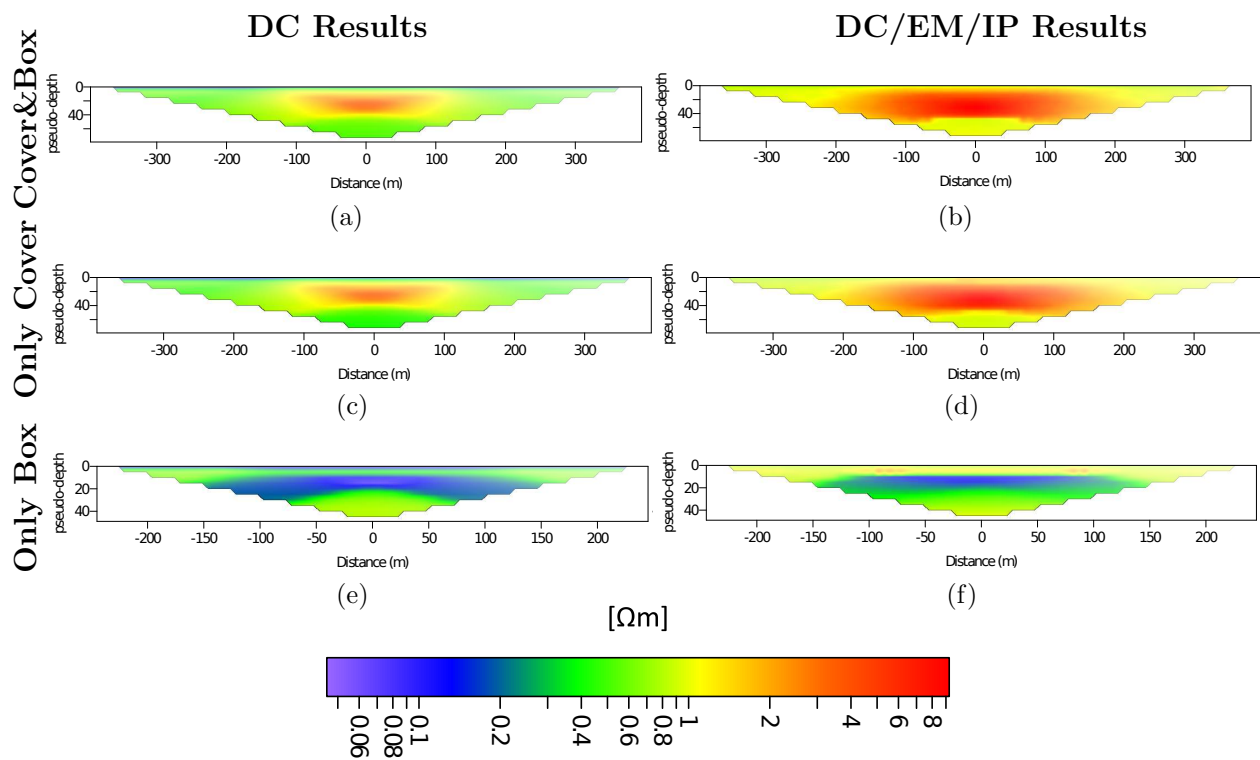 DC Results
DC/EM/IP Results
Cover&Box
pseudo-depth
0
40
-300 -200 -100 0 100 200 300
Distance (m)
(a)
pseudo-depth
0
40
-300 -200 -100 0 100 200 300
Distance (m)
(b)
Only Cover
pseudo-depth
0
40
-300 -200 -100 0 100 200 300
Distance (m)
(c)
pseudo-depth
0
40
-300 -200 -100 0 100 200 300
Distance (m)
(d)
Only Box
pseudo-depth
0
20
40
-200 -150 -100 -50 0 50 100 150 200
Distance (m)
(e)
pseudo-depth
0
20
40
-200 -150 -100 -50 0 50 100 150 200
Distance (m)
(f)
[Ωm]
0.06 0.08 0.1 0.2 0.4 0.6 0.8 1 2 4 6 8